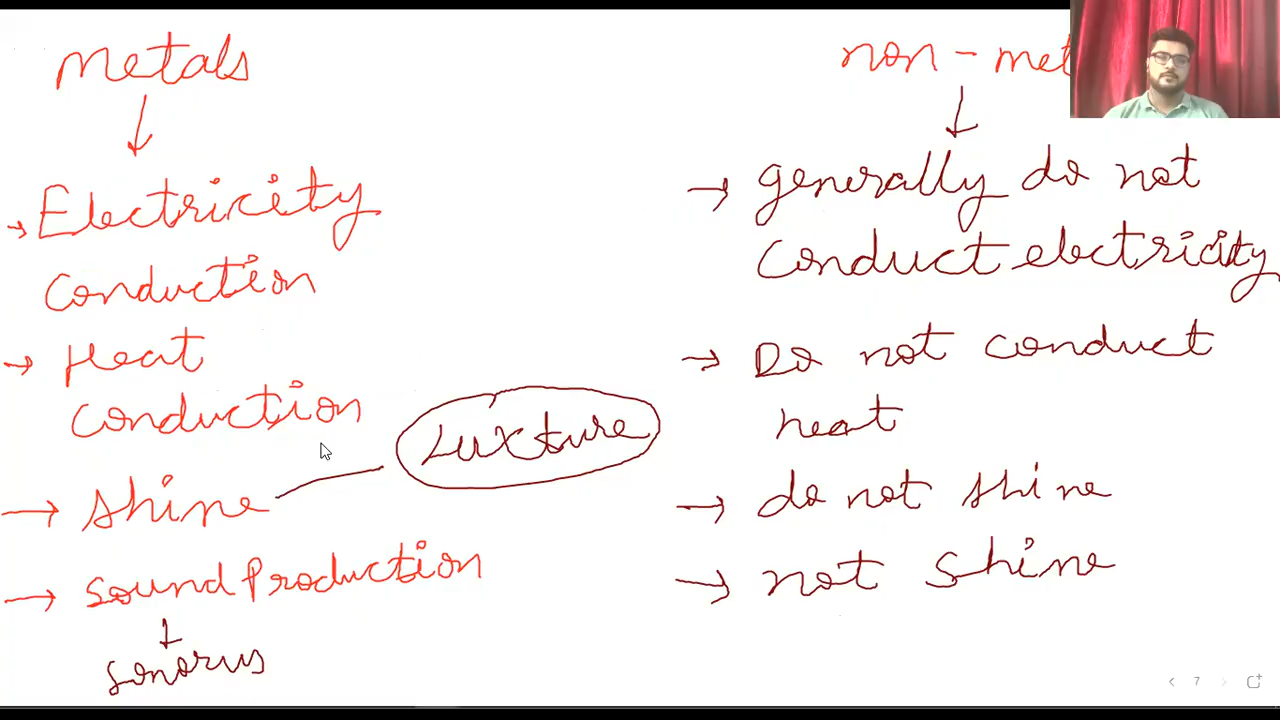 metals
→ Electricity
conduction
→ Heat
conduction
→ shine
Luxture
→ sound production
sonorus
non-met
→ generally do not
conduct electricity
→ Do not conduct
heat
→ do not shine
→ not shine
7